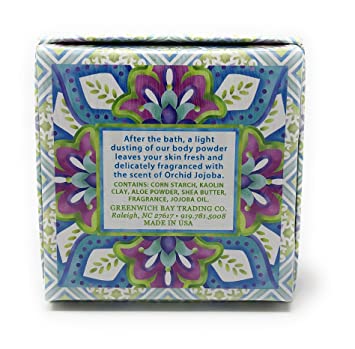 After the bath, a light
dusting of our body powder
leaves your skin fresh and
delicately fragranced with
the scent of Orchid Jojoba.
CONTAINS: CORN STARCH, KAOLIN
CLAY, ALOE POWDER, SHEA BUTTER,
FRAGRANCE, JOJOBA OIL.
GREENWICH BAY TRADING CO.
Raleigh, NC 27617 • 919.781.5008
MADE IN USA